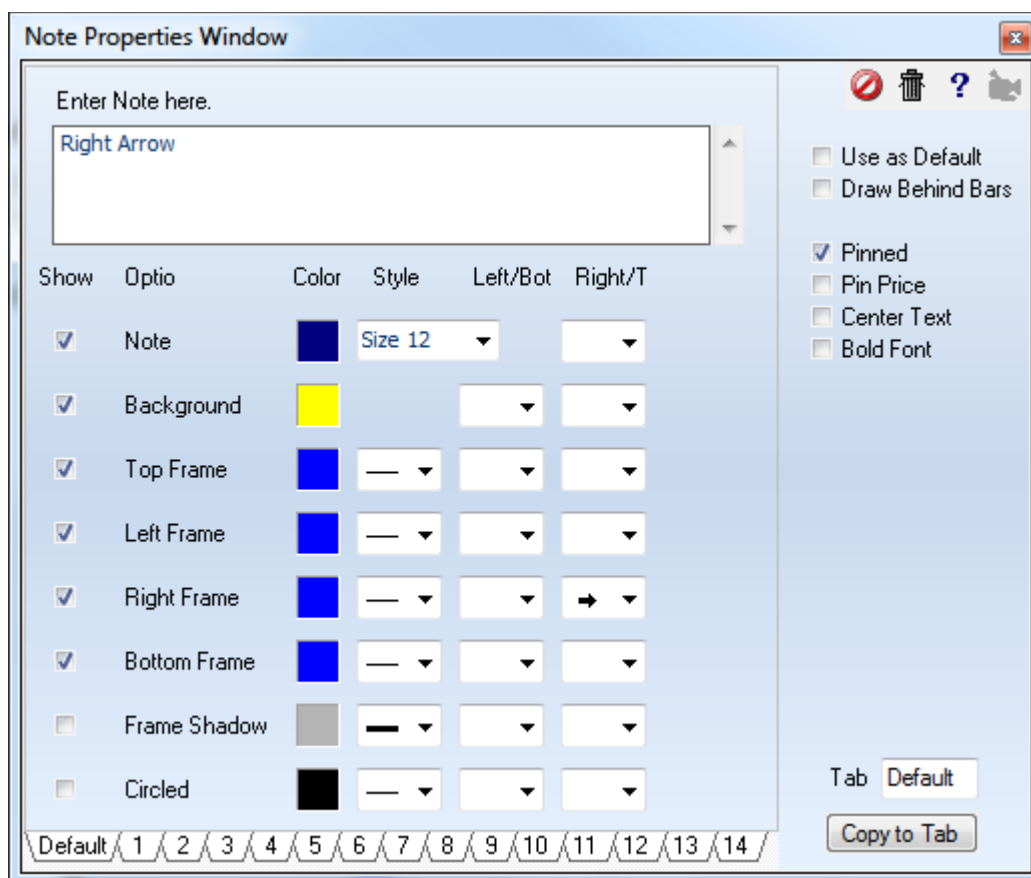 Note Properties Window
Enter Note here.
Right Arrow
?
Use as Default
Draw Behind Bars
Pinned
Pin Price
Center Text
Bold Font
Show Optio Color Style Left/Bot Right/T
Note Size 12
Background
Top Frame
Left Frame
Right Frame
Bottom Frame
Frame Shadow
Circled
Tab Default
Copy to Tab
Default 1 2 3 4 5 6 7 8 9 10 11 12 13 14